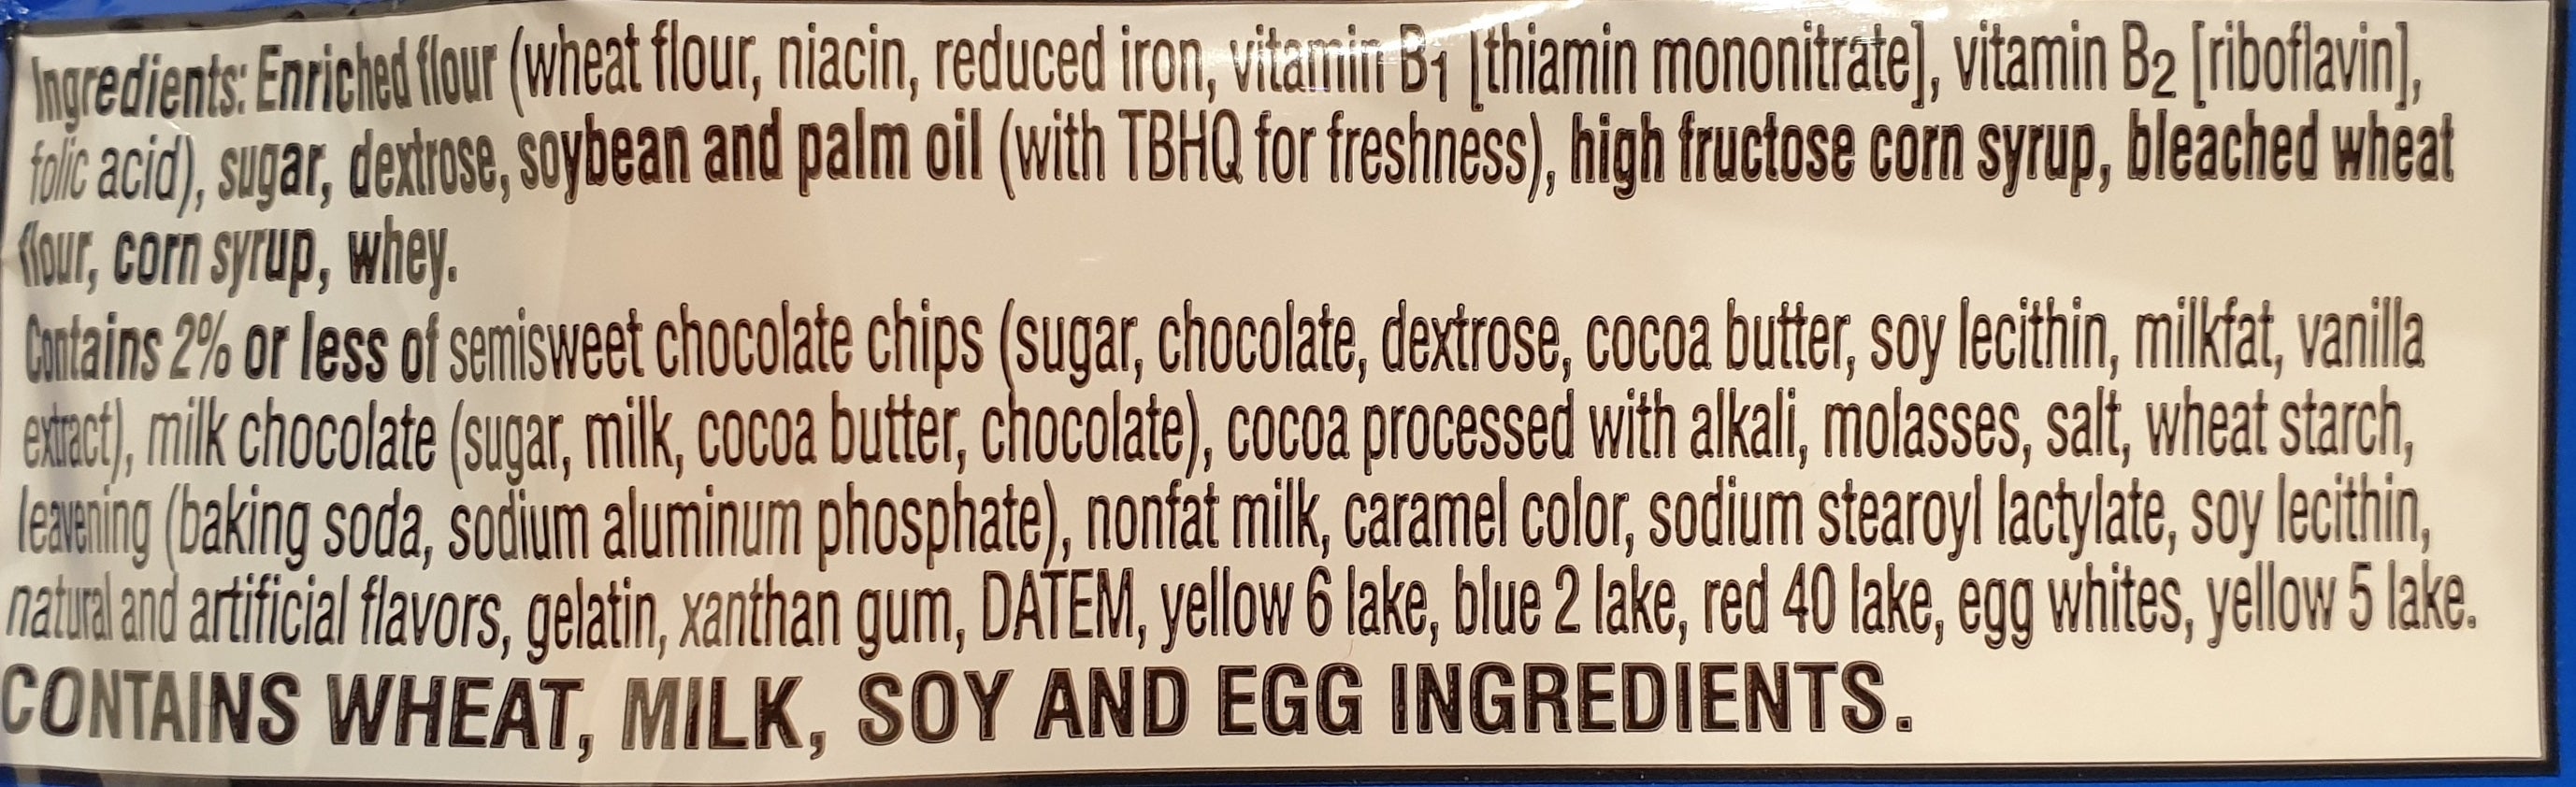 Ingredients: Enriched flour (wheat flour, niacin, reduced iron, vitamin B1 [thiamin mononitrate], vitamin B2 [riboflavin],
folic acid), sugar, dextrose, soybean and palm oil (with TBHQ for freshness), high fructose corn syrup, bleached wheat
flour, corn syrup, whey.
Contains 2% or less of semisweet chocolate chips (sugar, chocolate, dextrose, cocoa butter, soy lecithin, milkfat, vanilla
extract), milk chocolate (sugar, milk, cocoa butter, chocolate), cocoa processed with alkali, molasses, salt, wheat starch,
leavening (baking soda, sodium aluminum phosphate), nonfat milk, caramel color, sodium stearoyl lactylate, soy lecithin,
natural and artificial flavors, gelatin, xanthan gum, DATEM, yellow 6 lake, blue 2 lake, red 40 lake, egg whites, yellow 5 lake.
CONTAINS WHEAT, MILK, SOY AND EGG INGREDIENTS.